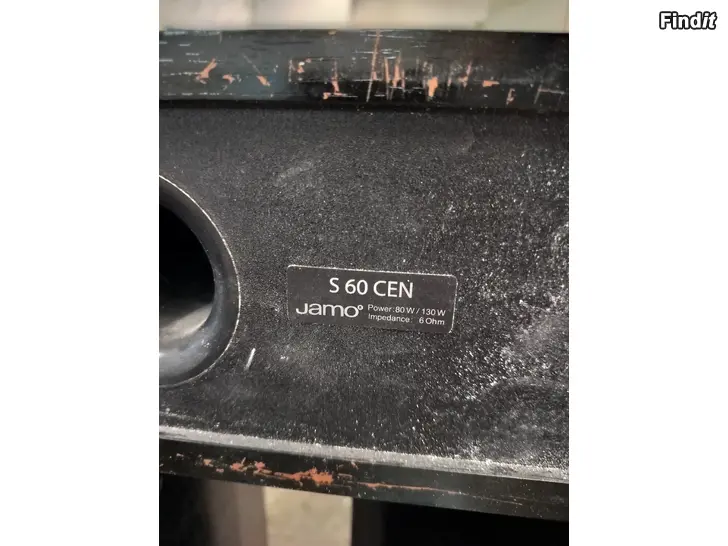 Findit
S 60 CEN
Jamo®
Power: 80 W / 130 W
Impedance: 6 Ohm